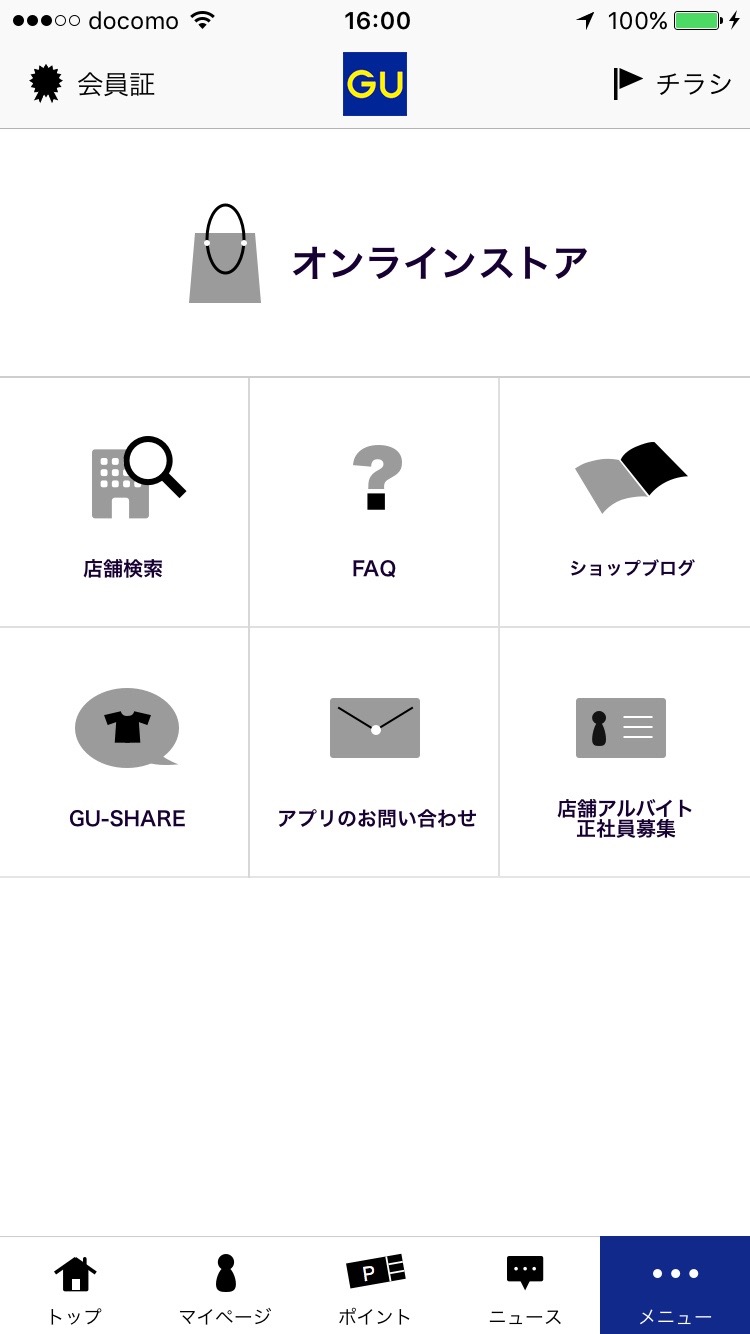 docomo 16:00 100%
会員証 GU チラシ
オンラインストア
店舗検索 FAQ ショップブログ
GU-SHARE アプリのお問い合わせ 店舗アルバイト
正社員募集
P
トップ マイページ ポイント ニュース メニュー